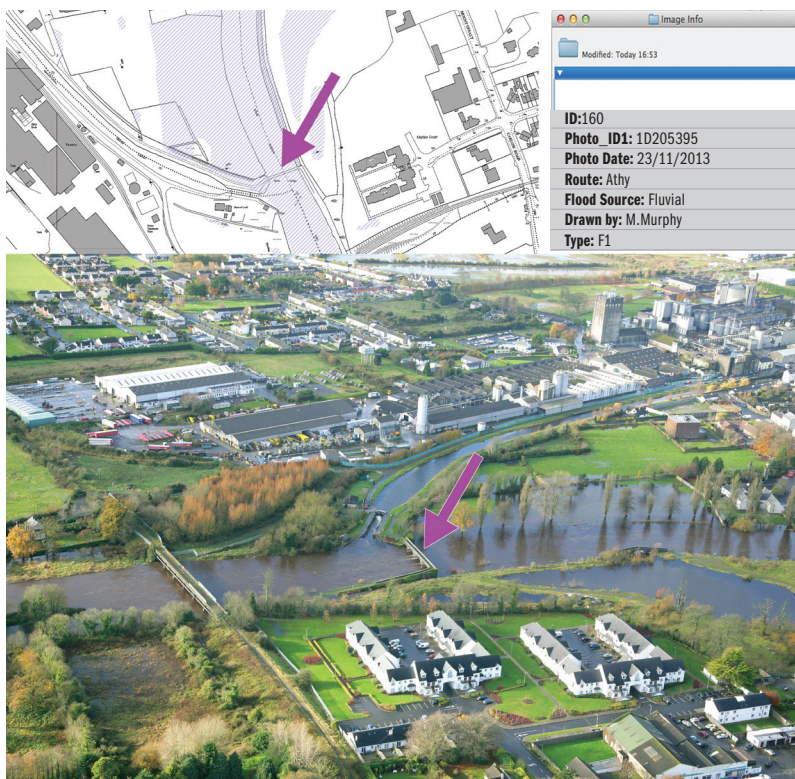 Image Info
Modified: Today 16:53
ID:160
Photo_ID1: 1D205395
Photo Date: 23/11/2013
Route: Athy
Flood Source: Fluvial
Drawn by: M.Murphy
Type: F1